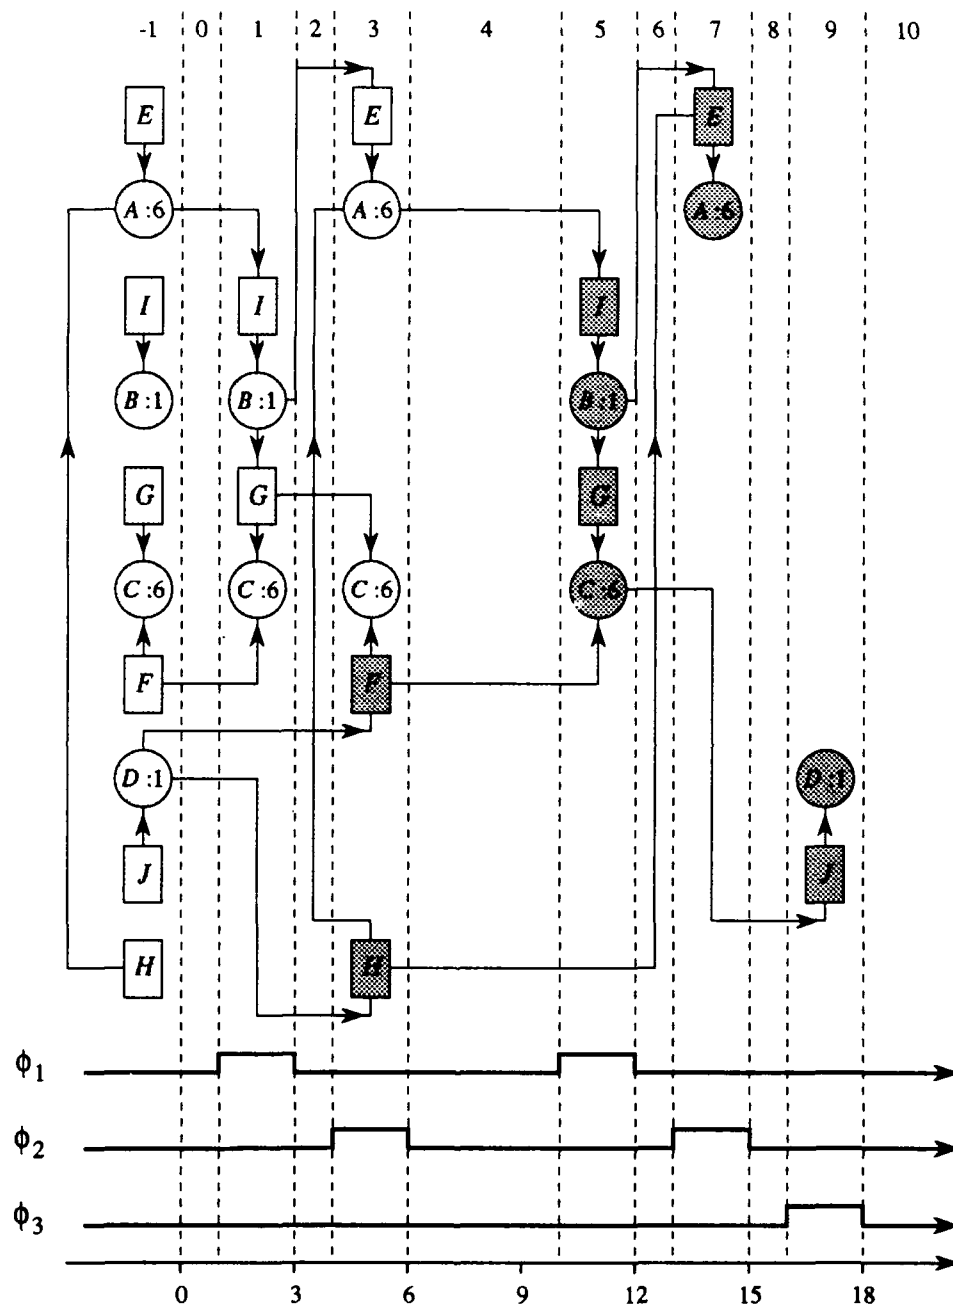 -1 0 1 2 3 4 5 6 7 8 9 10
E E E
A:6 A:6 A:6
I I I
B:1 B:1 B:1
G G G
C:6 C:6 C:6 C:6
F F F
D:1 D:1
J J
H H
ϕ1
ϕ2
ϕ3
0 3 6 9 12 15 18